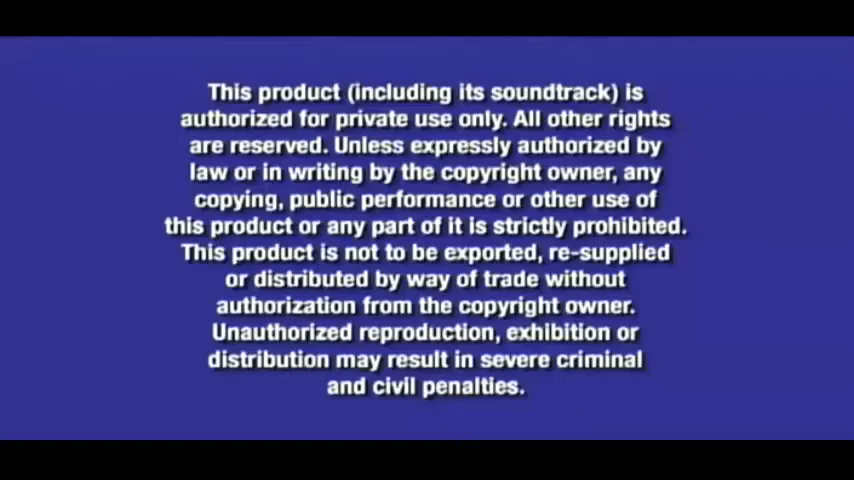 This product (including its soundtrack) is
authorized for private use only. All other rights
are reserved. Unless expressly authorized by
law or in writing by the copyright owner, any
copying, public performance or other use of
this product or any part of it is strictly prohibited.
This product is not to be exported, re-supplied
or distributed by way of trade without
authorization from the copyright owner.
Unauthorized reproduction, exhibition or
distribution may result in severe criminal
and civil penalties.